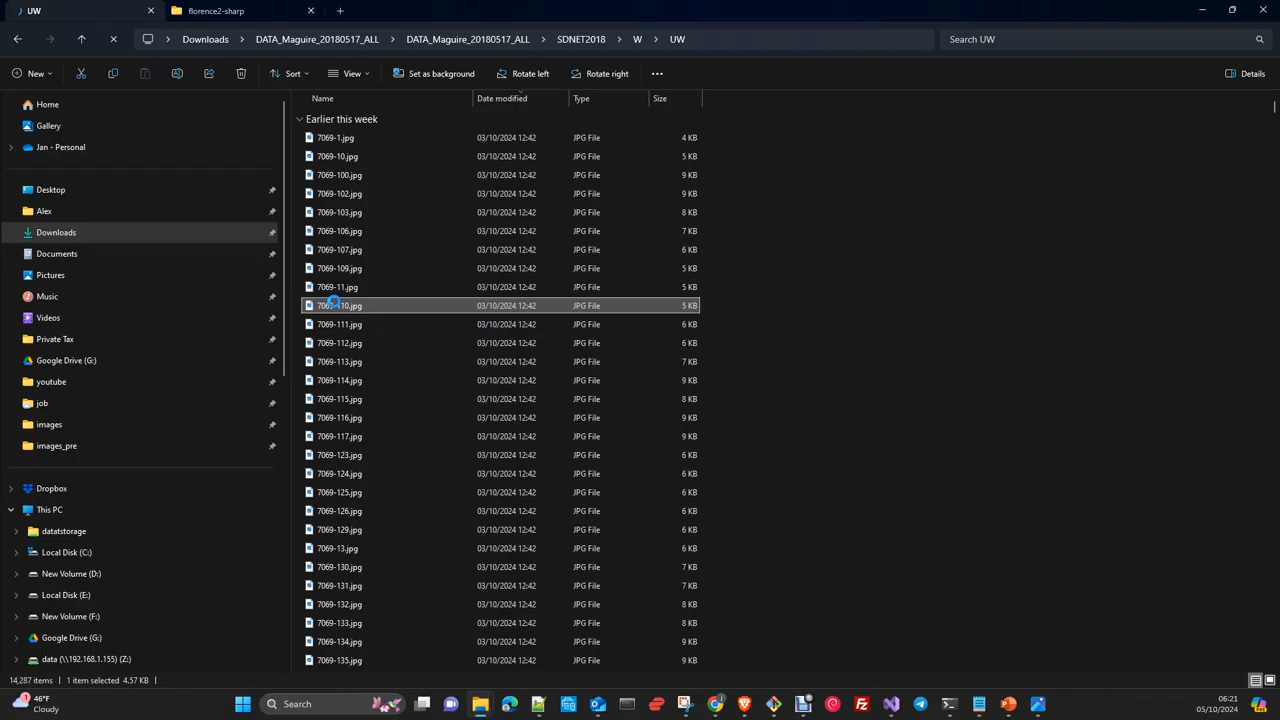 UW
florence2-sharp
Downloads
DATA_Maguire_20180517_ALL
DATA_Maguire_20180517_ALL
SDNET2018
W
UW
Search UW
New
Sort
View
Set as background
Rotate left
Rotate right
Details
Home
Gallery
Jan - Personal
Desktop
Alex
Downloads
Documents
Pictures
Music
Videos
Private Tax
Google Drive (G:)
youtube
job
images
images_pre
Dropbox
This PC
datatstorage
Local Disk (C:)
New Volume (D:)
Local Disk (E:)
New Volume (F:)
Google Drive (G:)
data (\\192.168.1.155) (Z:)
Name Date modified Type Size
Earlier this week
7069-1.jpg 03/10/2024 12:42 JPG File 4 KB
7069-10.jpg 03/10/2024 12:42 JPG File 5 KB
7069-100.jpg 03/10/2024 12:42 JPG File 9 KB
7069-102.jpg 03/10/2024 12:42 JPG File 9 KB
7069-103.jpg 03/10/2024 12:42 JPG File 8 KB
7069-106.jpg 03/10/2024 12:42 JPG File 7 KB
7069-107.jpg 03/10/2024 12:42 JPG File 6 KB
7069-109.jpg 03/10/2024 12:42 JPG File 5 KB
7069-11.jpg 03/10/2024 12:42 JPG File 5 KB
03/10/2024 12:42 JPG File 5 KB
7069-111.jpg 03/10/2024 12:42 JPG File 6 KB
7069-112.jpg 03/10/2024 12:42 JPG File 6 KB
7069-113.jpg 03/10/2024 12:42 JPG File 7 KB
7069-114.jpg 03/10/2024 12:42 JPG File 9 KB
7069-115.jpg 03/10/2024 12:42 JPG File 8 KB
7069-116.jpg 03/10/2024 12:42 JPG File 9 KB
7069-117.jpg 03/10/2024 12:42 JPG File 9 KB
7069-123.jpg 03/10/2024 12:42 JPG File 6 KB
7069-124.jpg 03/10/2024 12:42 JPG File 6 KB
7069-125.jpg 03/10/2024 12:42 JPG File 6 KB
7069-126.jpg 03/10/2024 12:42 JPG File 6 KB
7069-129.jpg 03/10/2024 12:42 JPG File 6 KB
7069-13.jpg 03/10/2024 12:42 JPG File 6 KB
7069-130.jpg 03/10/2024 12:42 JPG File 7 KB
7069-131.jpg 03/10/2024 12:42 JPG File 7 KB
7069-132.jpg 03/10/2024 12:42 JPG File 8 KB
7069-133.jpg 03/10/2024 12:42 JPG File 8 KB
7069-134.jpg 03/10/2024 12:42 JPG File 9 KB
7069-135.jpg 03/10/2024 12:42 JPG File 9 KB
14,287 items 1 item selected 4.57 KB
1
46°F
Cloudy
Search
06:21
05/10/2024